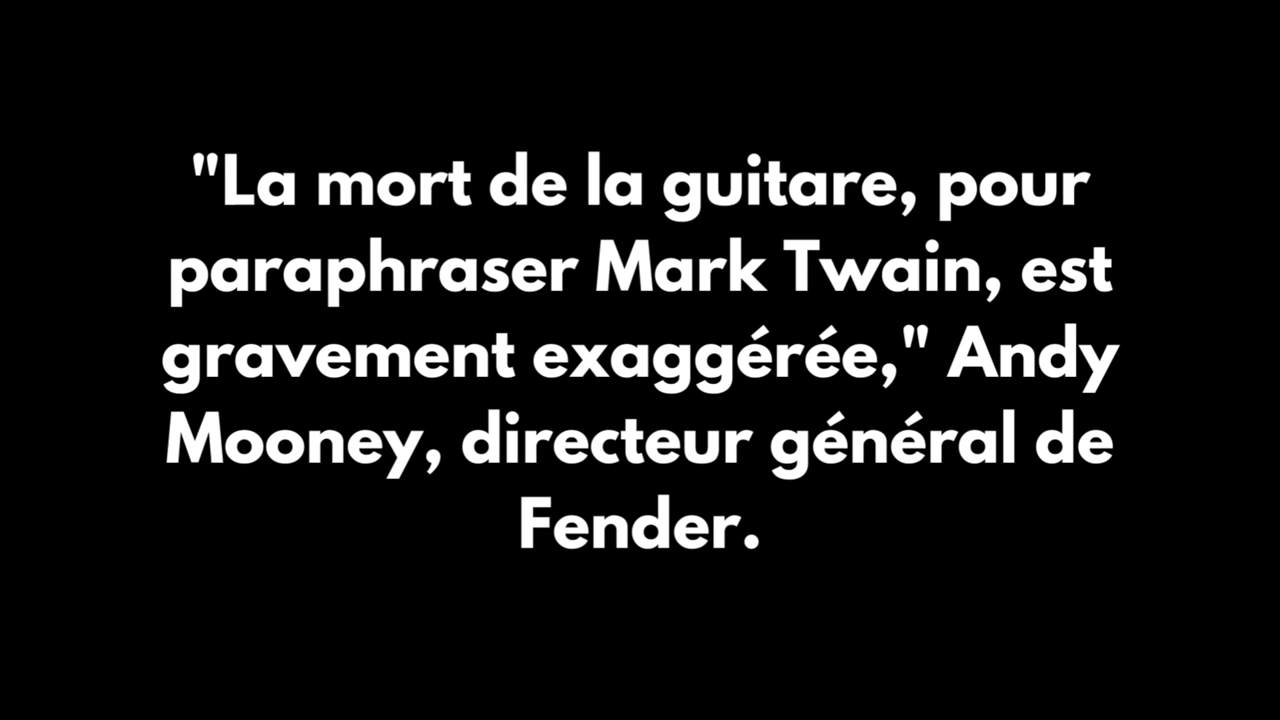 "La mort de la guitare, pour
paraphraser Mark Twain, est
gravement exaggérée," Andy
Mooney, directeur général de
Fender.